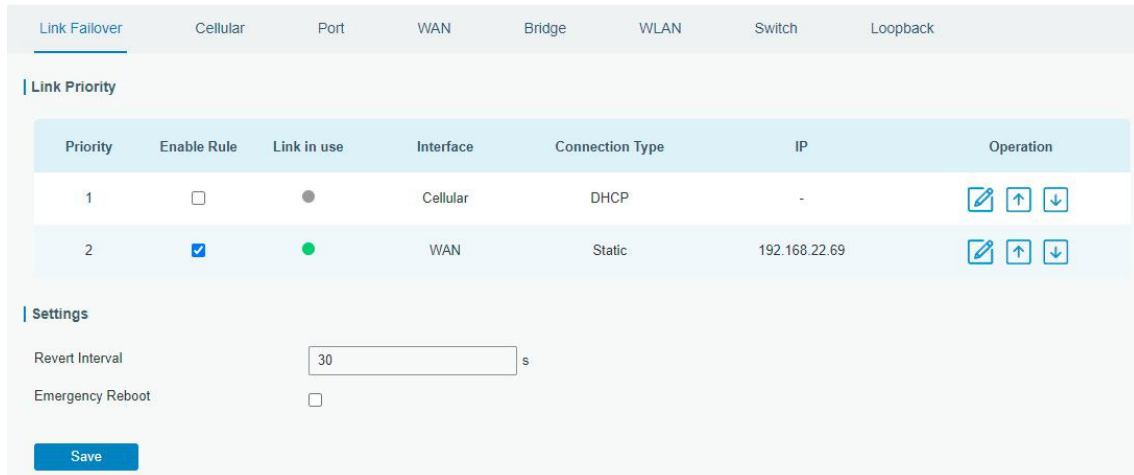 Link Failover Cellular Port WAN Bridge WLAN Switch Loopback
Link Priority
Priority Enable Rule Link in use Interface Connection Type IP Operation
1 Cellular DHCP -
2 WAN Static 192.168.22.69
Settings
Revert Interval 30 s
Emergency Reboot
Save